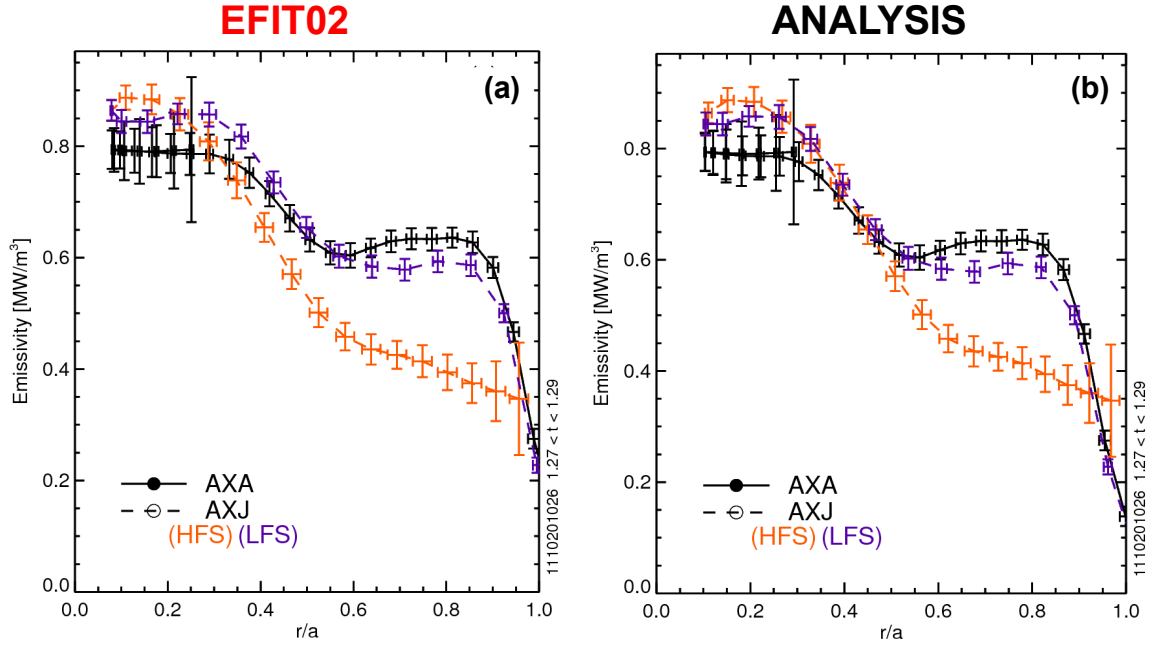 EFIT02
ANALYSIS
(a)
0.8
0.6
0.4
0.2
0.0
Emissivity [MW/m³]
AXA
AXJ
(HFS) (LFS)
0.0 0.2 0.4 0.6 0.8 1.0
r/a
1110201026 1.27 < t < 1.29
(b)
0.8
0.6
0.4
0.2
0.0
Emissivity [MW/m³]
AXA
AXJ
(HFS) (LFS)
0.0 0.2 0.4 0.6 0.8 1.0
r/a
1110201026 1.27 < t < 1.29